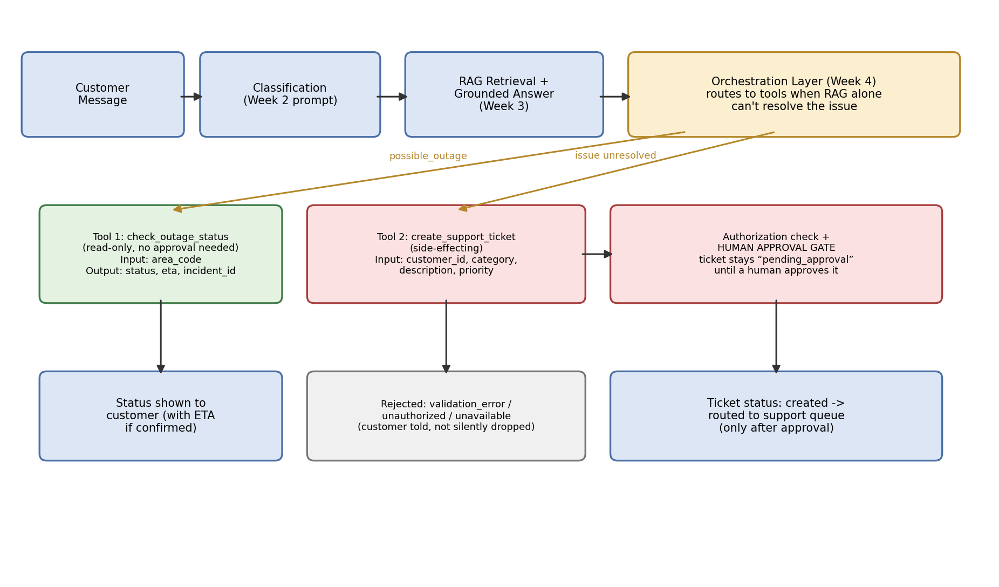 Customer
Message
Classification
(Week 2 prompt)
RAG Retrieval +
Grounded Answer
(Week 3)
Orchestration Layer (Week 4)
routes to tools when RAG alone
can't resolve the issue
possible_outage
issue unresolved
Tool 1: check_outage_status
(read-only, no approval needed)
Input: area_code
Output: status, eta, incident_id
Tool 2: create_support_ticket
(side-effecting)
Input: customer_id, category,
description, priority
Authorization check +
HUMAN APPROVAL GATE
ticket stays “pending_approval”
until a human approves it
Status shown to
customer (with ETA
if confirmed)
Rejected: validation_error /
unauthorized / unavailable
(customer told, not silently dropped)
Ticket status: created ->
routed to support queue
(only after approval)